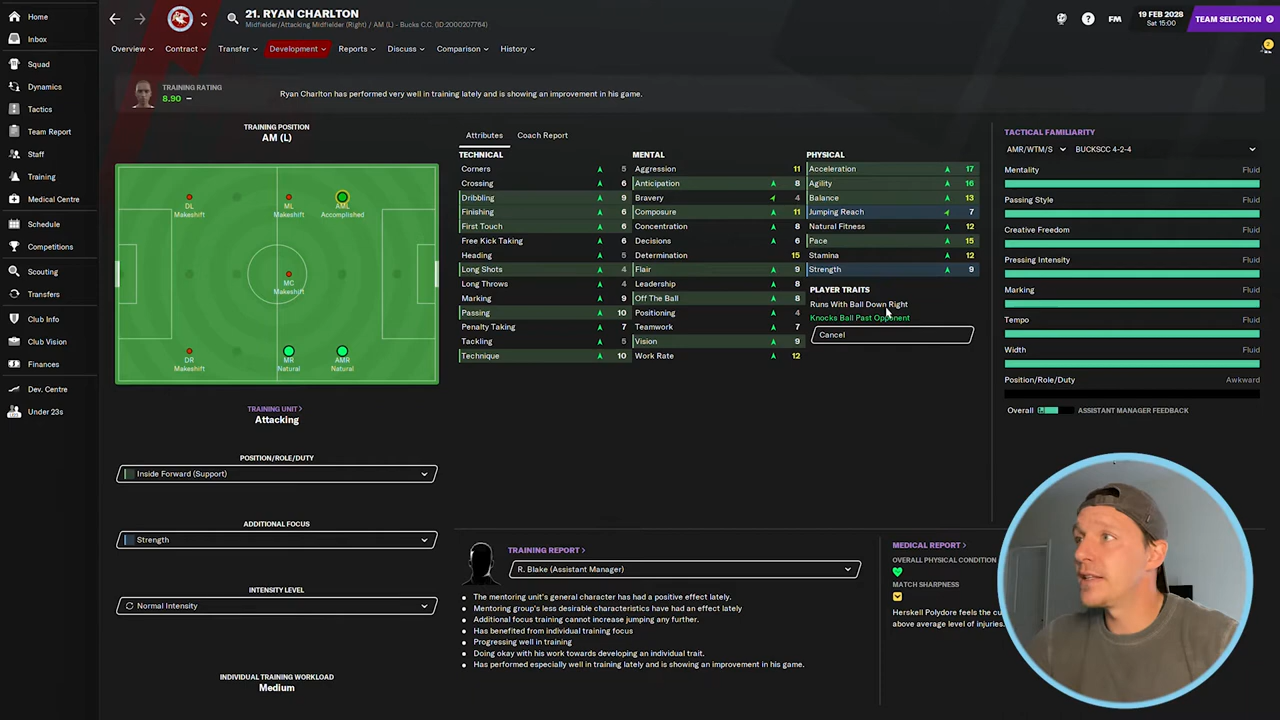 Home
Inbox
Squad
Dynamics
Tactics
Team Report
Staff
Training
Medical Centre
Schedule
Competitions
Scouting
Transfers
Club Info
Club Vision
Finances
Dev. Centre
Under 23s
21. RYAN CHARLTON
Midfielder/Attacking Midfielder (Right) / AM (L) - Bucks C.C. (ID:2000207764)
FM
19 FEB 2028
Sat 15:00
TEAM SELECTION
2
Overview
Contract
Transfer
Development
Reports
Discuss
Comparison
History
TRAINING RATING
8.90 –
Ryan Charlton has performed very well in training lately and is showing an improvement in his game.
TRAINING POSITION
AM (L)
DL
Makeshift
ML
Makeshift
AML
Accomplished
MC
Makeshift
DR
Makeshift
MR
Natural
AMR
Natural
TRAINING UNIT >
Attacking
POSITION/ROLE/DUTY
Inside Forward (Support)
ADDITIONAL FOCUS
Strength
INTENSITY LEVEL
Normal Intensity
INDIVIDUAL TRAINING WORKLOAD
Medium
Attributes
Coach Report
TECHNICAL
Corners 5
Crossing 6
Dribbling 9
Finishing 6
First Touch 6
Free Kick Taking 6
Heading 5
Long Shots 4
Long Throws 4
Marking 9
Passing 10
Penalty Taking 7
Tackling 5
Technique 10
MENTAL
Aggression 11
Anticipation 8
Bravery 4
Composure 11
Concentration 8
Decisions 6
Determination 15
Flair 9
Leadership 8
Off The Ball 8
Positioning 4
Teamwork 7
Vision 9
Work Rate 12
PHYSICAL
Acceleration 17
Agility 16
Balance 13
Jumping Reach 7
Natural Fitness 12
Pace 15
Stamina 12
Strength 9
PLAYER TRAITS
Runs With Ball Down Right
Knocks Ball Past Opponent
Cancel
TACTICAL FAMILIARITY
AMR/WTM/S
BUCKSCC 4-2-4
Mentality Fluid
Passing Style Fluid
Creative Freedom Fluid
Pressing Intensity Fluid
Marking Fluid
Tempo Fluid
Width Fluid
Position/Role/Duty Awkward
Overall
ASSISTANT MANAGER FEEDBACK
TRAINING REPORT >
R. Blake (Assistant Manager)
The mentoring unit's general character has had a positive effect lately.
Mentoring group's less desirable characteristics have had an effect lately
Additional focus training cannot increase jumping any further.
Has benefited from individual training focus
Progressing well in training
Doing okay with his work towards developing an individual trait.
Has performed especially well in training lately and is showing an improvement in his game.
MEDICAL REPORT >
OVERALL PHYSICAL CONDITION
MATCH SHARPNESS
Herskell Polydore feels the
above average level of injuries.